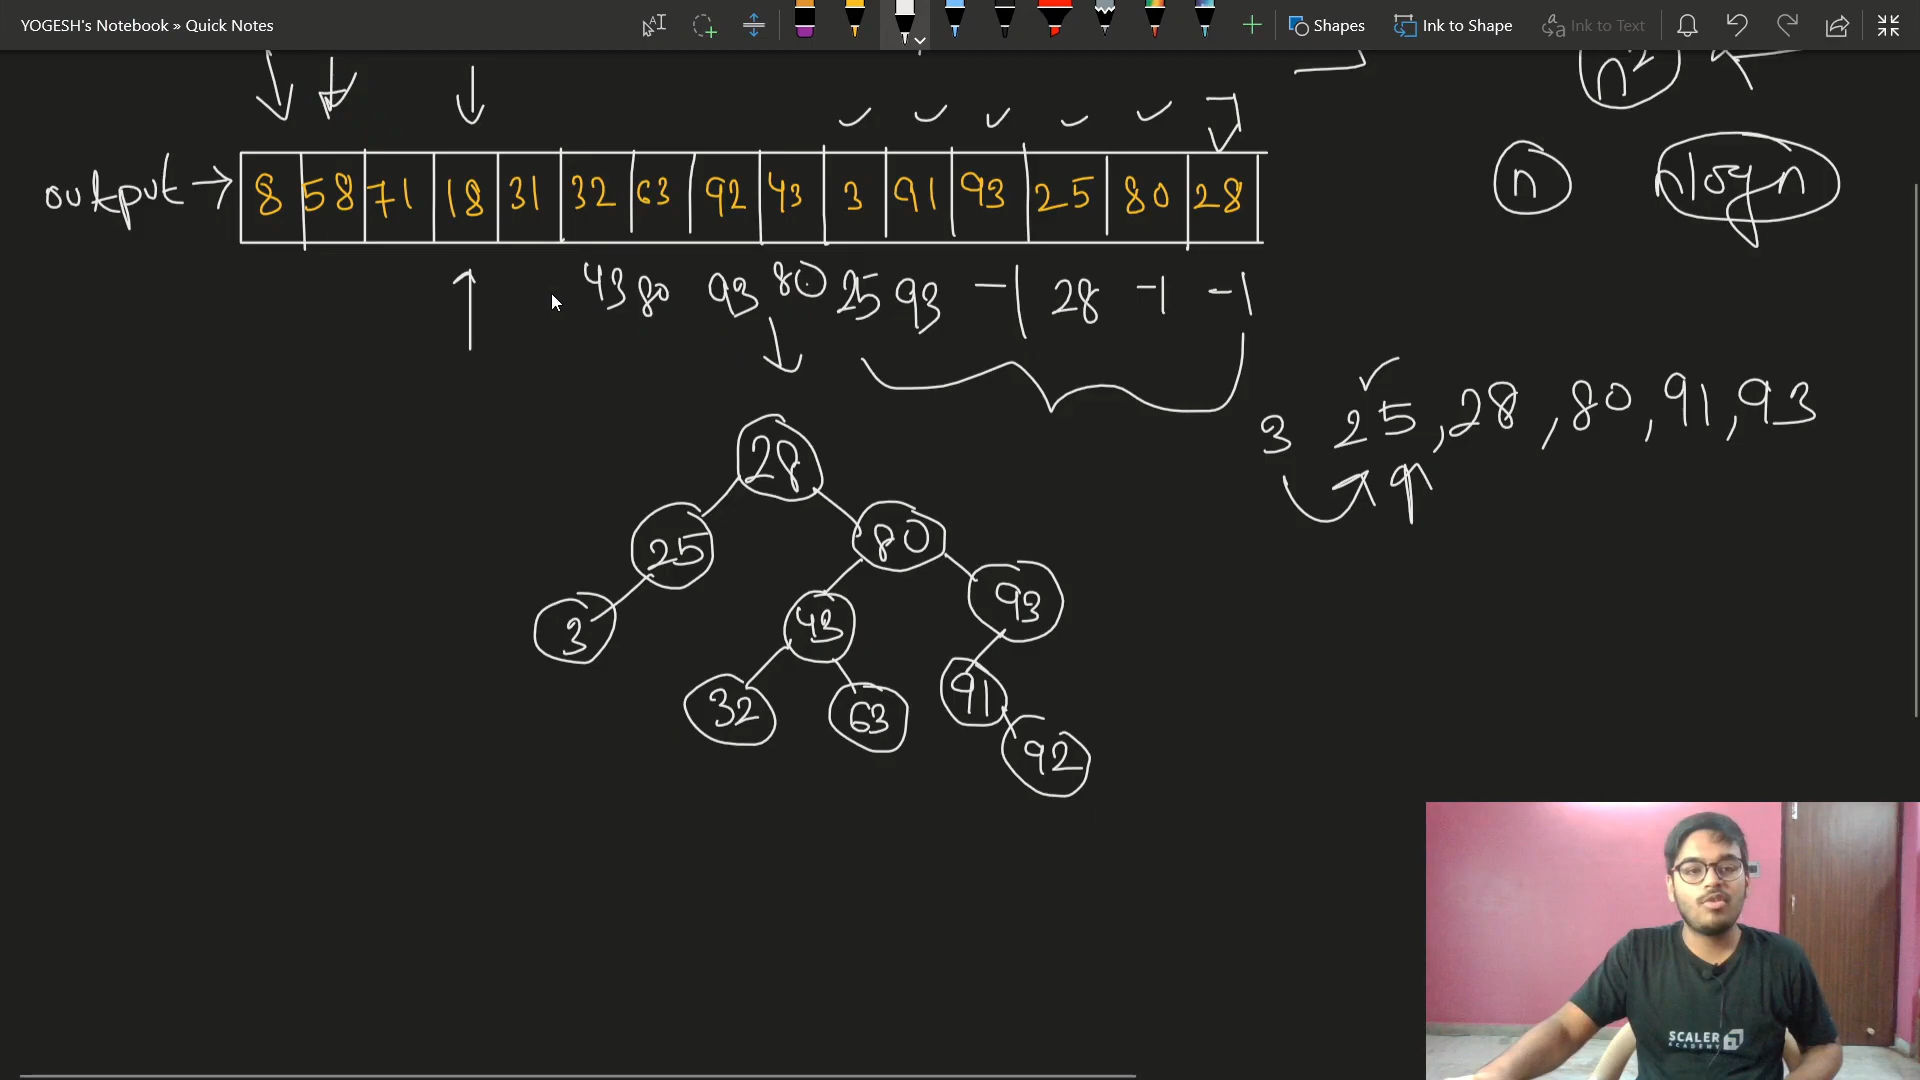 YOGESH's Notebook » Quick Notes
Shapes
Ink to Shape
Ink to Text
n²
output → 8 58 71 18 31 32 63 92 43 3 91 93 25 80 28
n
nlogn
43 80 93 80 25 93 -1 28 -1 -1
3 25, 28, 80, 91, 93
28
25 80
3 43 93
32 63 91
92
SCALER
ACADEMY